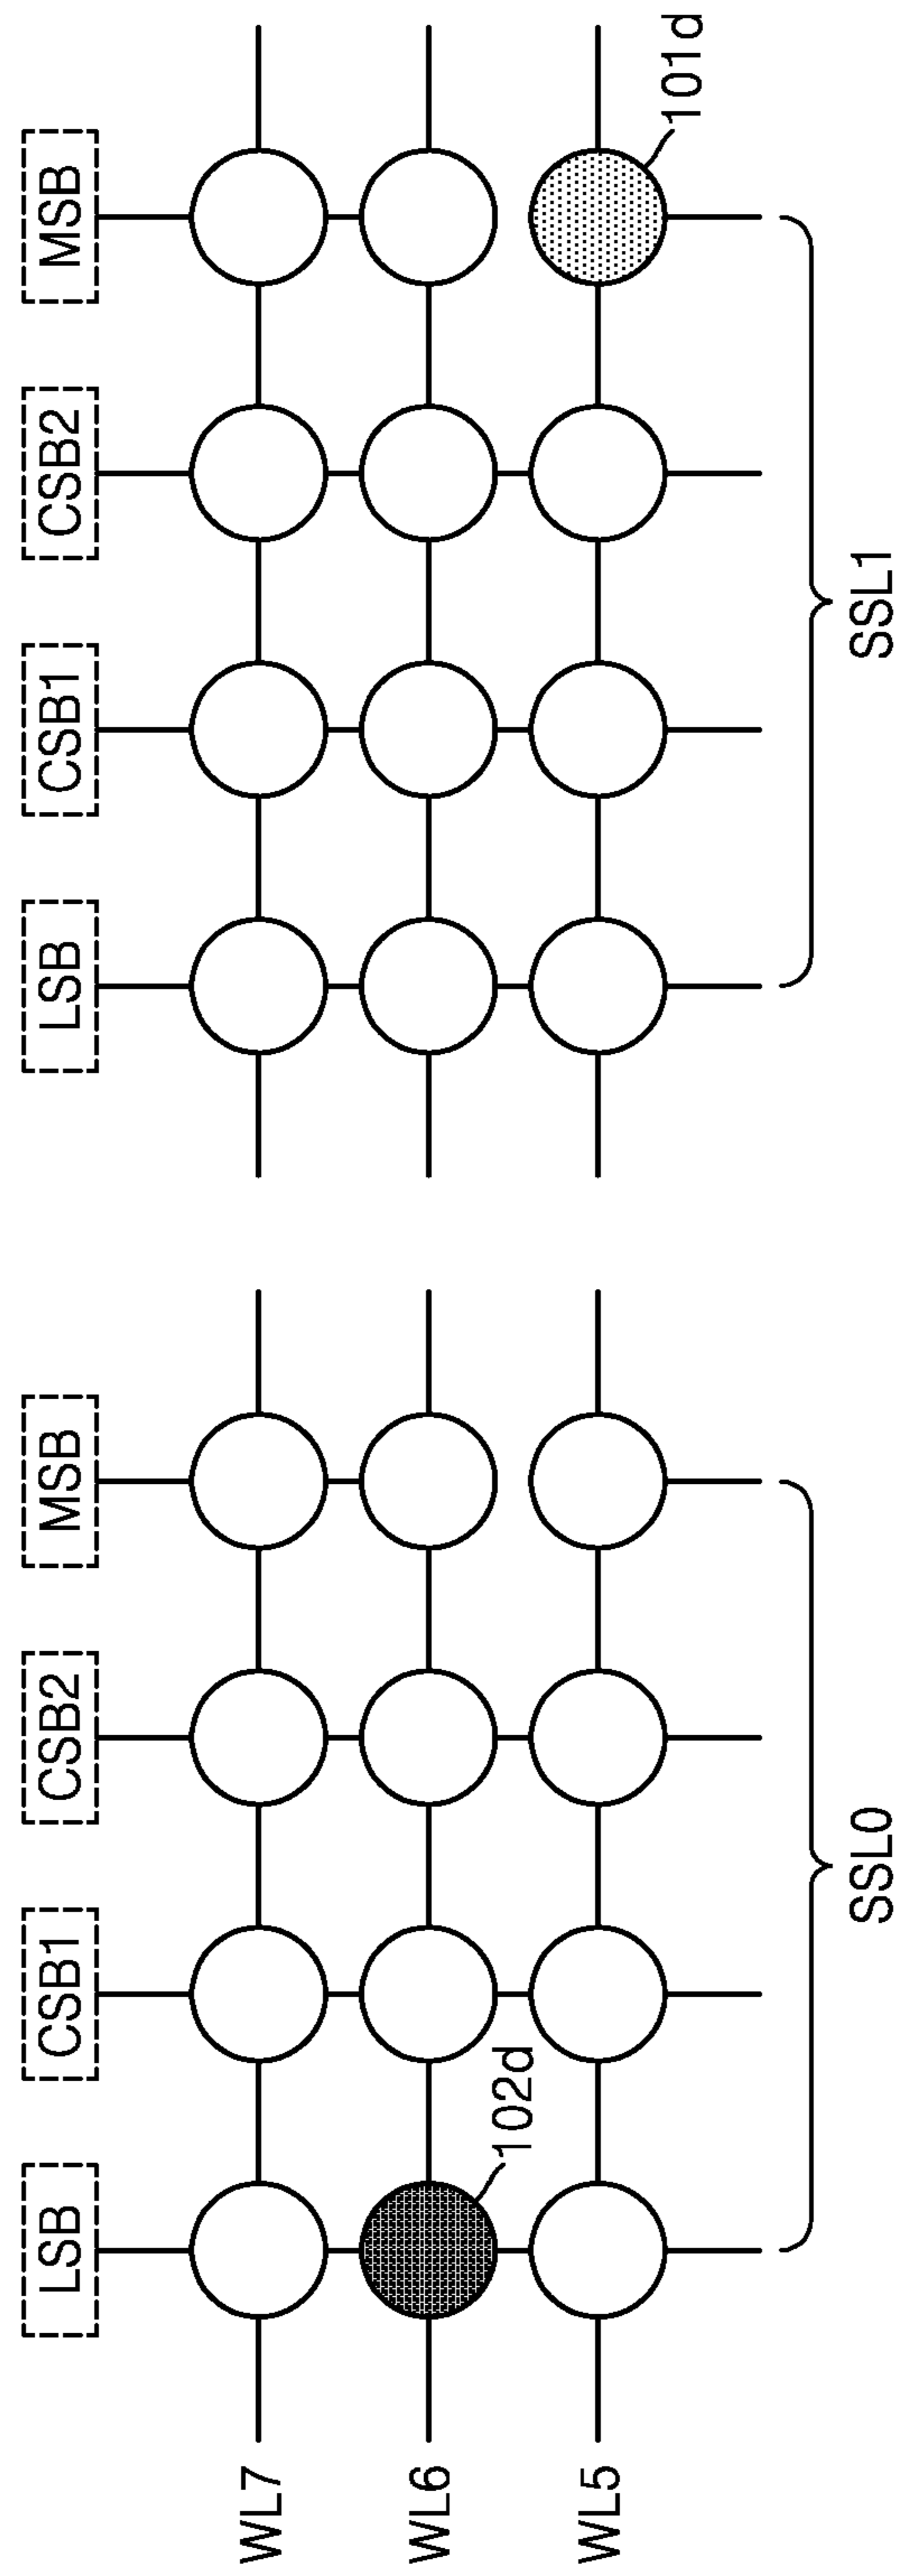 LSB CSB1 CSB2 MSB LSB CSB1 CSB2 MSB
WL7
WL6
102d
WL5
101d
SSL0 SSL1